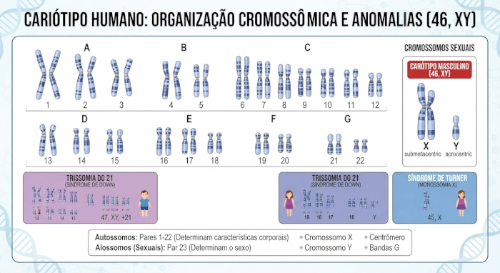 CARIÓTIPO HUMANO: ORGANIZAÇÃO CROMOSSÔMICA E ANOMALIAS (46, XY)
A
B
C
CROMOSSOMOS SEXUAIS
CARÓTIPO MASCULINO
(46, XY)
1 2 3
4 5
6 7 8 9 10 11 12
X
submetacentric
Y
acrocentric
D
E
F
G
13 14 15
16 17 18
19 20
21 22
TRISSOMIA DO 21
(SÍNDROME DE DOWN)
47, XY, +21
TRISSOMIA DO 21
(SÍNDROME DE DOWN)
SÍNDROME DE TURNER
45, X
Autossomos: Pares 1-22 (Determinam características corporais)
Alossomos (Sexuais): Par 23 (Determinam o sexo)
• Cromossomo X
• Cromossomo Y
• Centrômero
• Bandas G